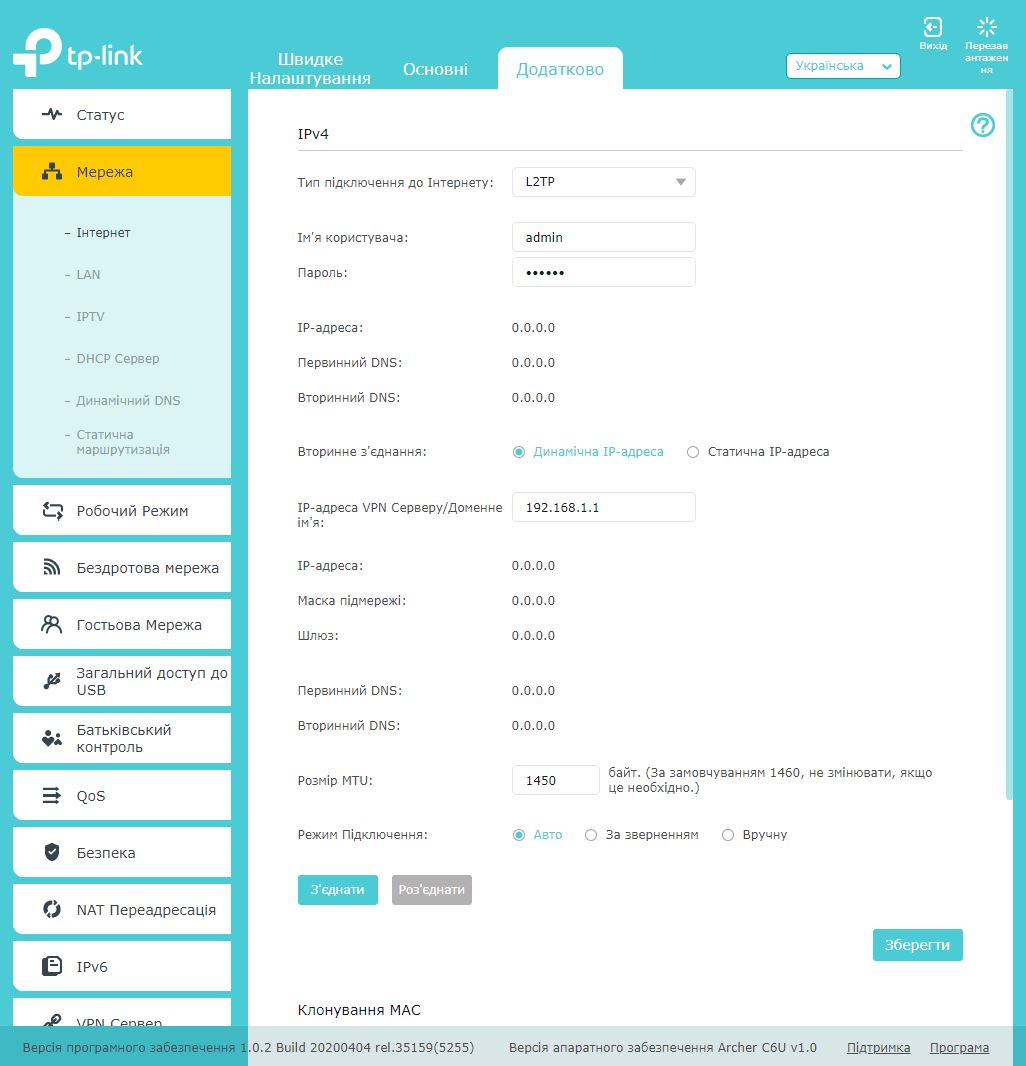 tp-link
Швидке
Налаштування
Основні
Додатково
Українська
Вихід
Перезав
антажен
ня
Статус
Мережа
– Інтернет
– LAN
– IPTV
– DHCP Сервер
– Динамічний DNS
– Статична
маршрутизація
Робочий Режим
Бездротова мережа
Гостьова Мережа
Загальний доступ до
USB
Батьківський
контроль
QoS
Безпека
NAT Переадресація
IPv6
VPN Сервер
IPv4
?
Тип підключення до Інтернету: L2TP
Ім'я користувача: admin
Пароль: ••••••
IP-адреса: 0.0.0.0
Первинний DNS: 0.0.0.0
Вторинний DNS: 0.0.0.0
Вторинне з'єднання: Динамічна IP-адреса Статична IP-адреса
IP-адреса VPN Серверу/Доменне 192.168.1.1
ім'я:
IP-адреса: 0.0.0.0
Маска підмережі: 0.0.0.0
Шлюз: 0.0.0.0
Первинний DNS: 0.0.0.0
Вторинний DNS: 0.0.0.0
Розмір MTU: 1450 байт. (За замовчуванням 1460, не змінювати, якщо
це необхідно.)
Режим Підключення: Авто За зверненням Вручну
З'єднати Роз'єднати
Зберегти
Клонування MAC
Версія програмного забезпечення 1.0.2 Build 20200404 rel.35159(5255) Версія апаратного забезпечення Archer C6U v1.0 Підтримка Програма